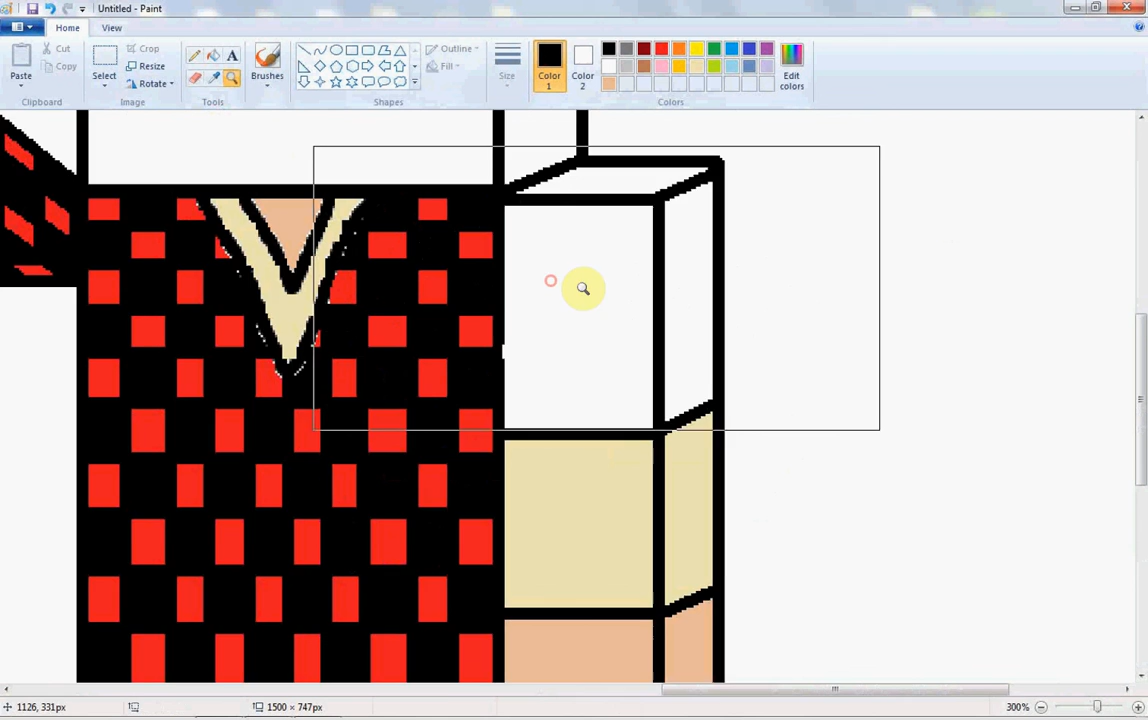 Untitled - Paint
Home
View
Paste
Cut
Copy
Clipboard
Select
Crop
Resize
Rotate
Image
A
Tools
Brushes
Outline
Fill
Shapes
Size
Color
1
Color
2
Edit
colors
Colors
1126, 331px
1500 × 747px
300%